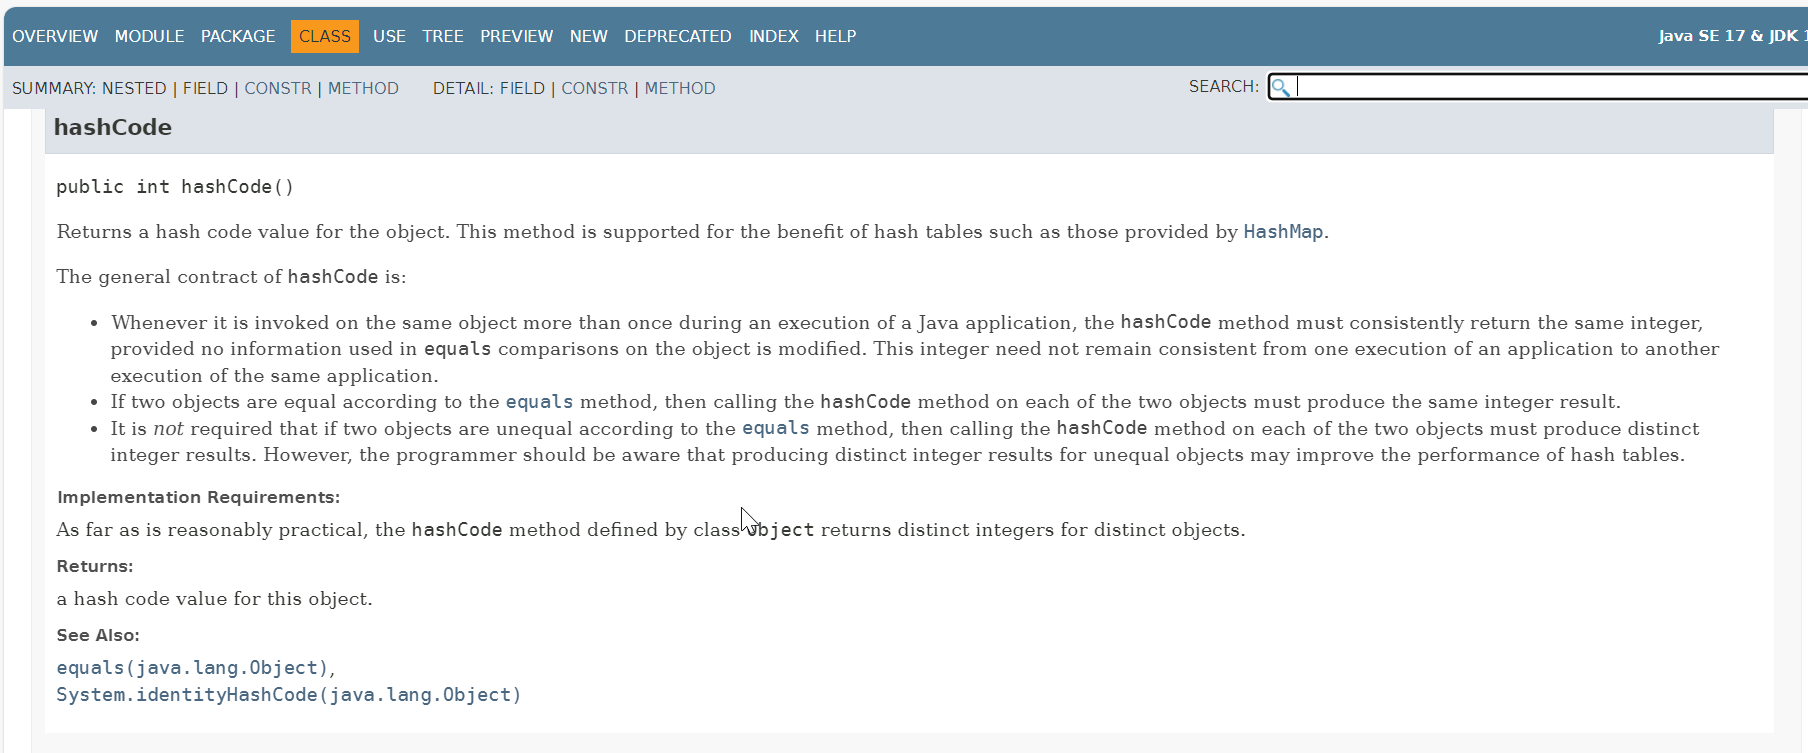 OVERVIEW MODULE PACKAGE CLASS USE TREE PREVIEW NEW DEPRECATED INDEX HELP Java SE 17 & JDK
SUMMARY: NESTED | FIELD | CONSTR | METHOD DETAIL: FIELD | CONSTR | METHOD SEARCH:
hashCode
public int hashCode()
Returns a hash code value for the object. This method is supported for the benefit of hash tables such as those provided by HashMap.
The general contract of hashCode is:
• Whenever it is invoked on the same object more than once during an execution of a Java application, the hashCode method must consistently return the same integer,
provided no information used in equals comparisons on the object is modified. This integer need not remain consistent from one execution of an application to another
execution of the same application.
• If two objects are equal according to the equals method, then calling the hashCode method on each of the two objects must produce the same integer result.
• It is not required that if two objects are unequal according to the equals method, then calling the hashCode method on each of the two objects must produce distinct
integer results. However, the programmer should be aware that producing distinct integer results for unequal objects may improve the performance of hash tables.
Implementation Requirements:
As far as is reasonably practical, the hashCode method defined by class Object returns distinct integers for distinct objects.
Returns:
a hash code value for this object.
See Also:
equals(java.lang.Object),
System.identityHashCode(java.lang.Object)